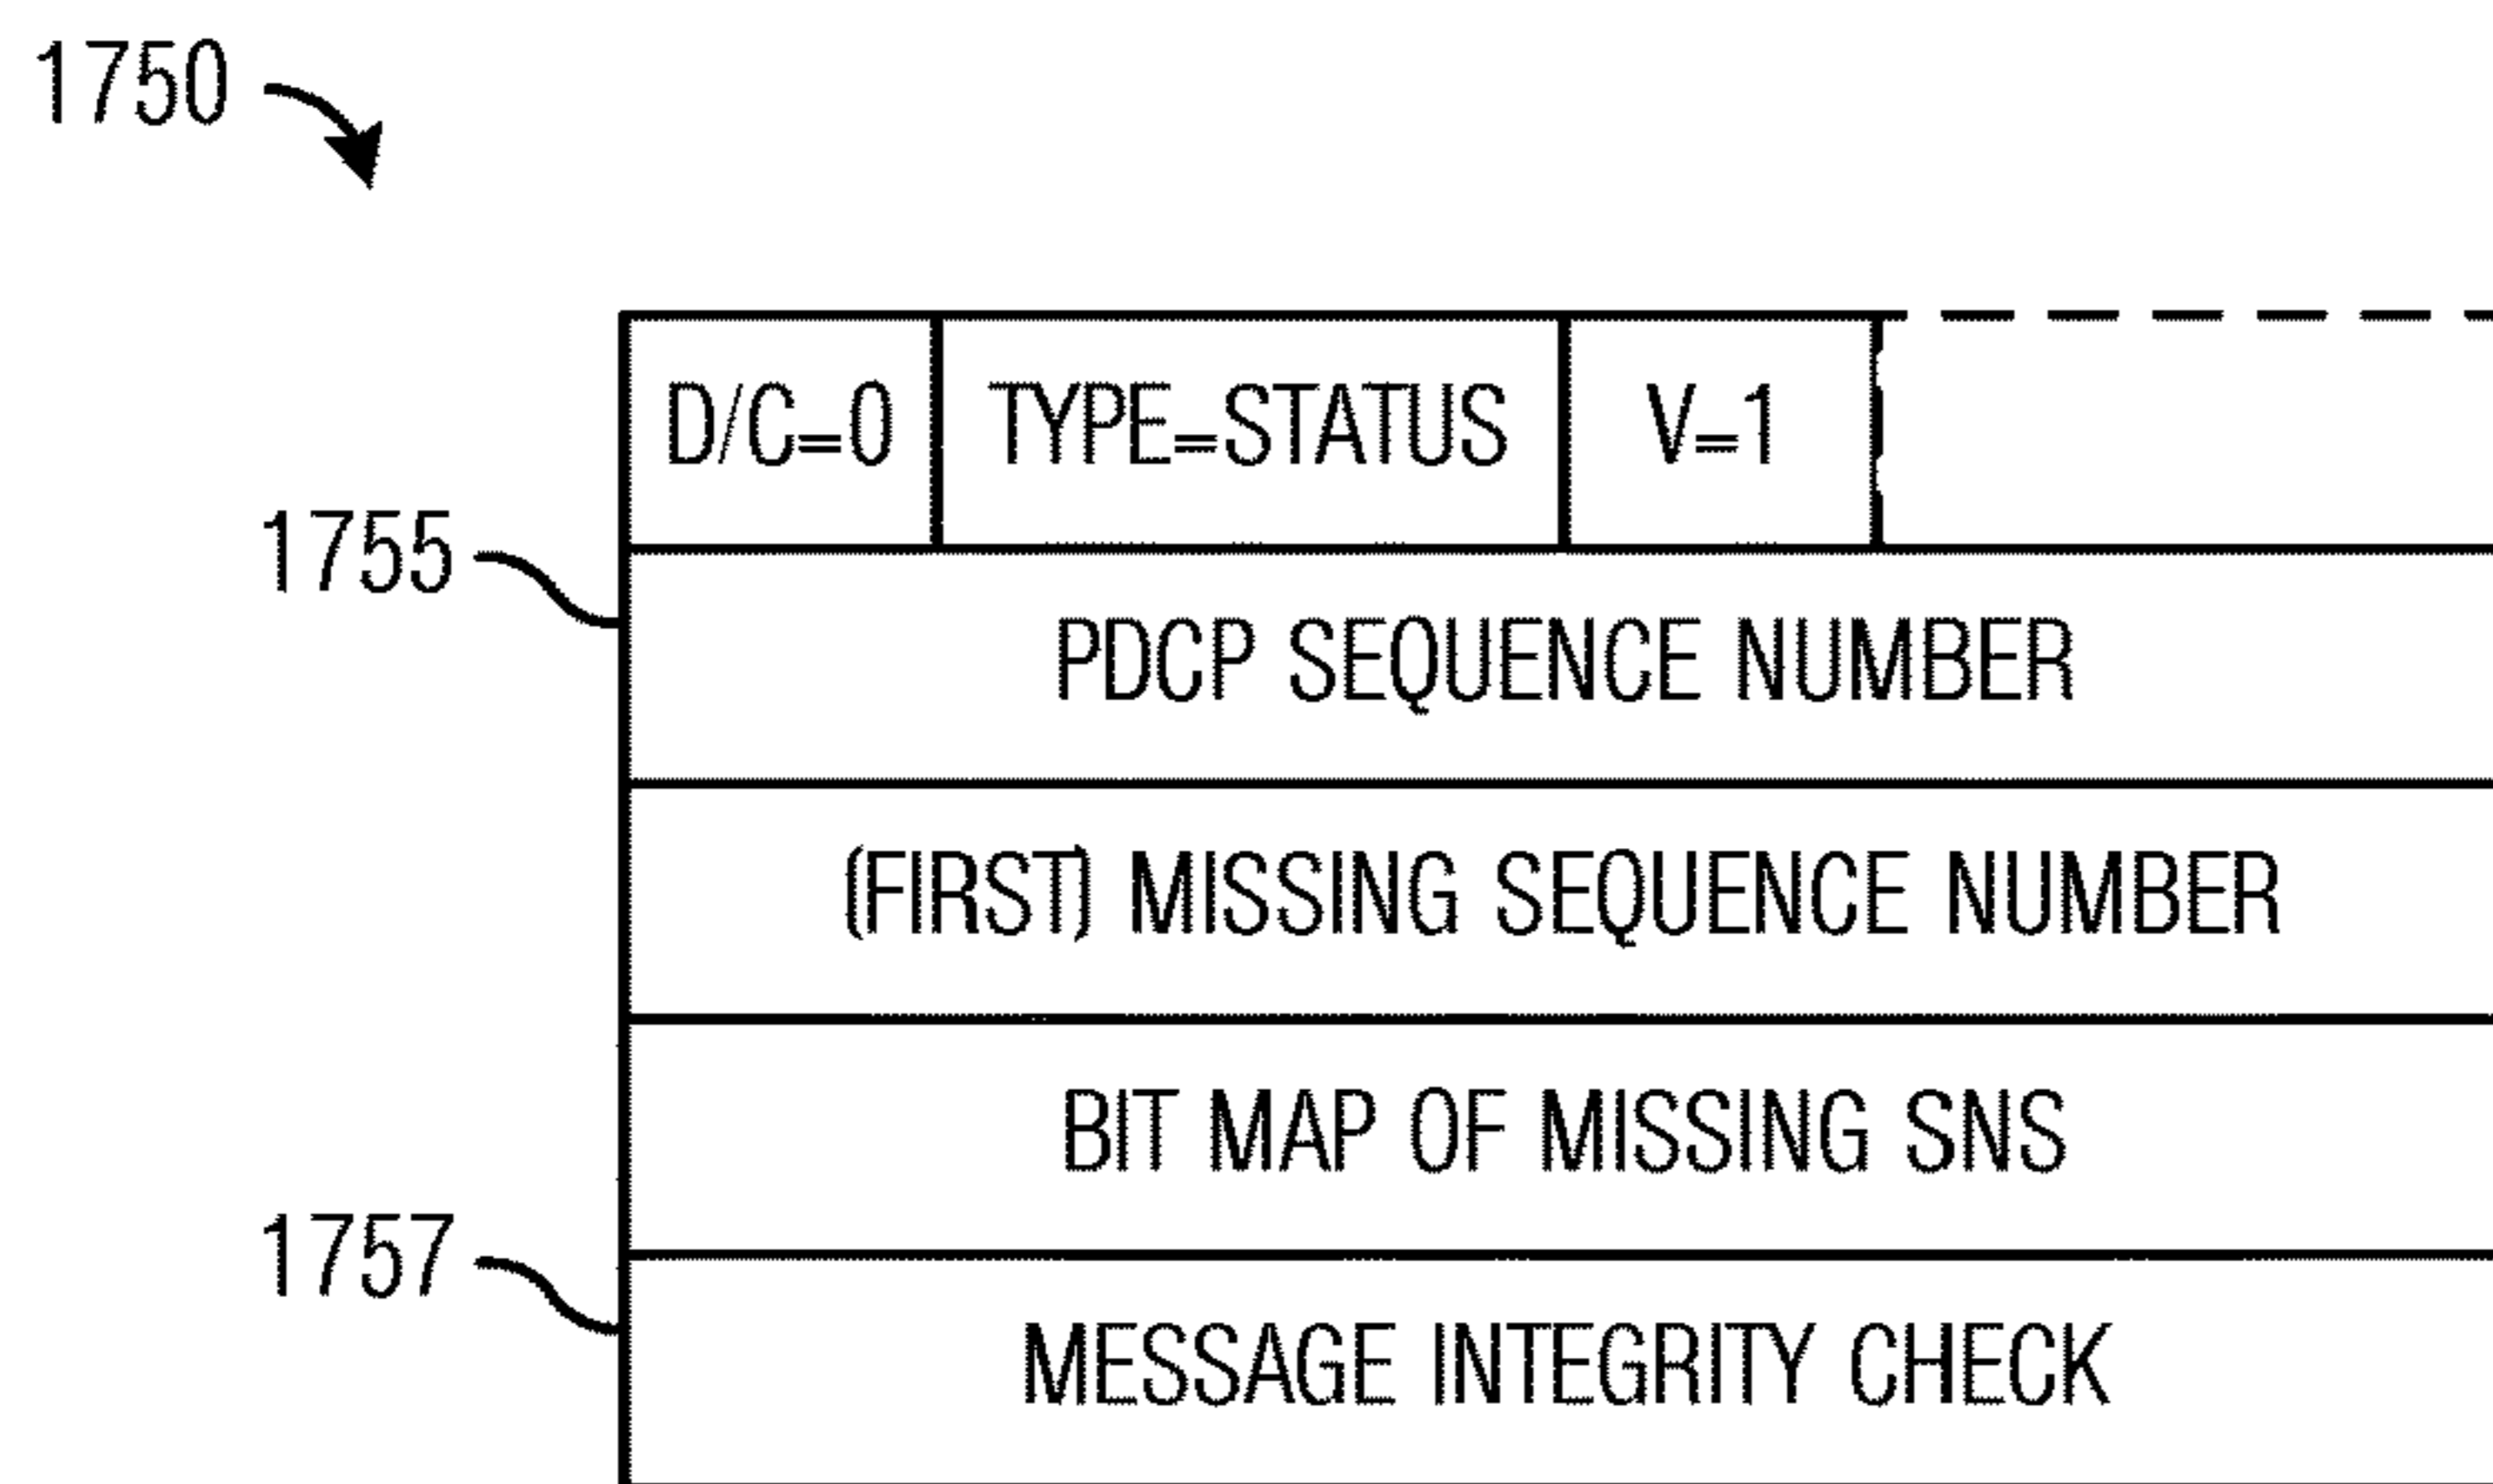 1750
D/C=0 TYPE=STATUS V=1
1755
PDCP SEQUENCE NUMBER
(FIRST) MISSING SEQUENCE NUMBER
BIT MAP OF MISSING SNS
1757
MESSAGE INTEGRITY CHECK